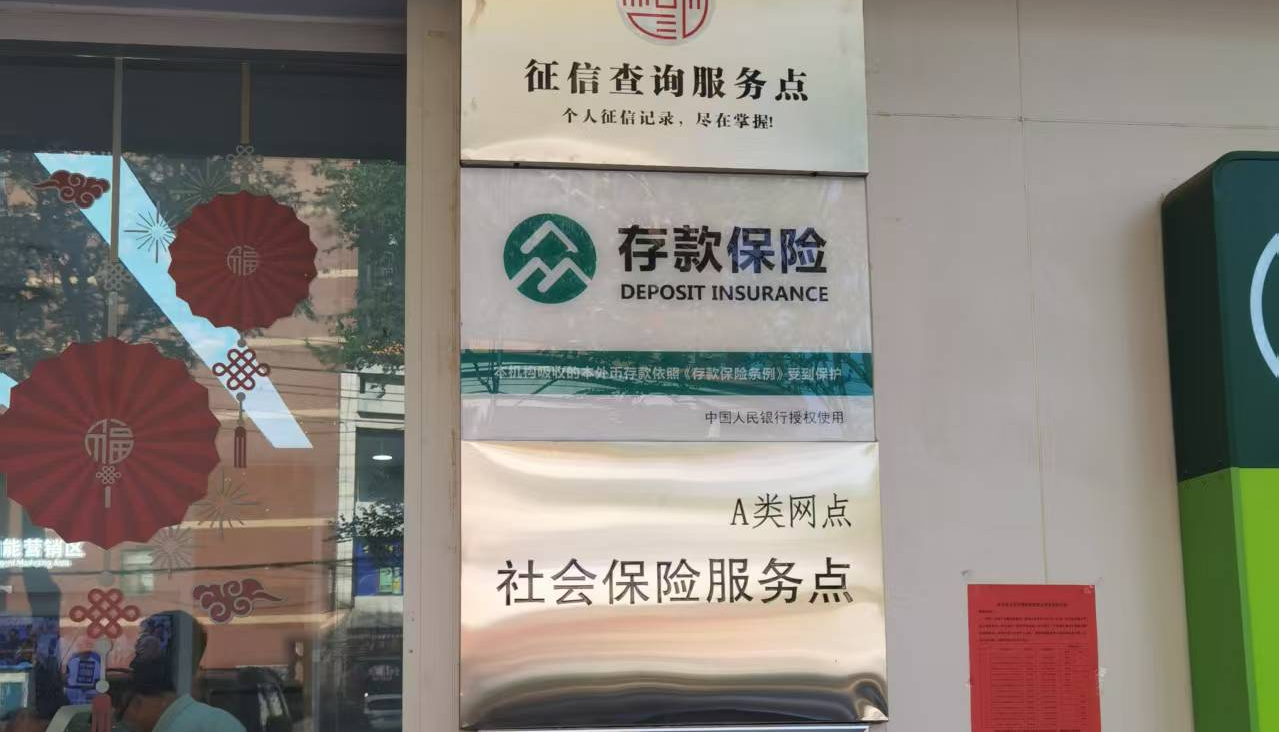 征信查询服务点
个人征信记录，尽在掌握!
存款保险
DEPOSIT INSURANCE
本机构吸收的本外币存款依照《存款保险条例》受到保护
中国人民银行授权使用
A类网点
社会保险服务点
福
福
能营销区